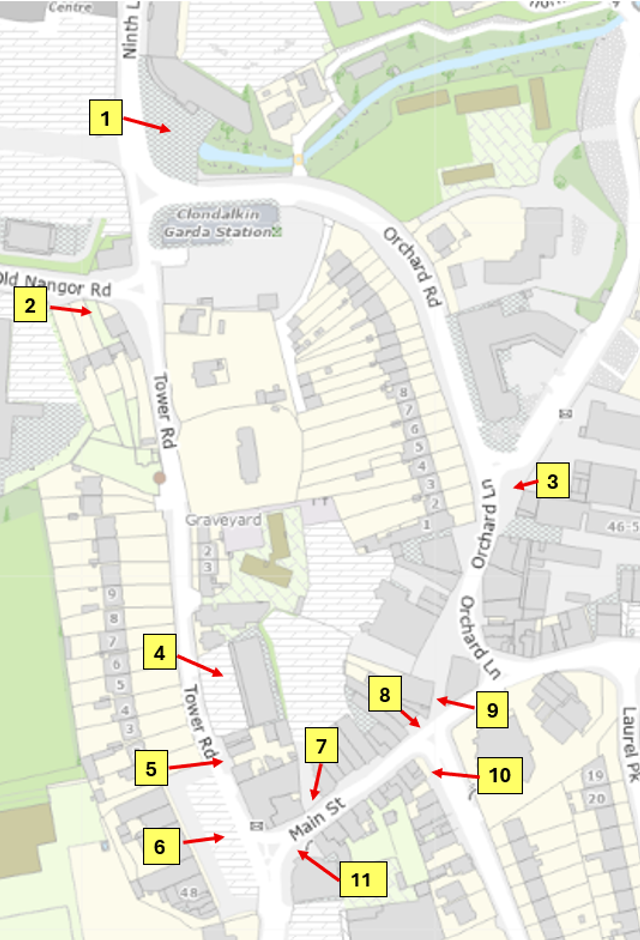 Centre
Ninth L
1
Clondalkin
Garda Station
Orchard Rd
Old Nangor Rd
2
Tower Rd
8
7
6
5
4
3
2
1
3
Orchard Ln
46-5
Graveyard
2
3
9
8
7
6
5
4
3
Orchard Ln
4
8
9
Tower Rd
7
5
10
Laurel Pk
19
20
Main St
6
11
48